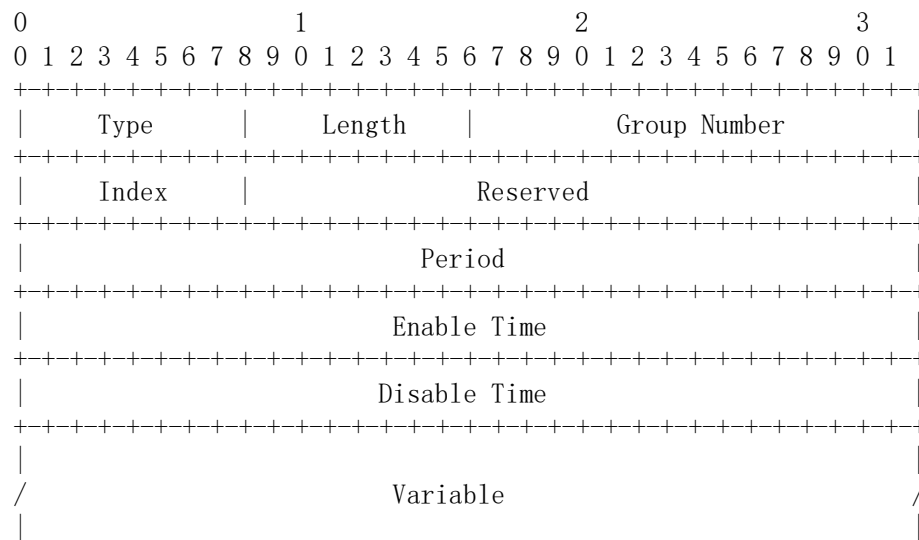 0                   1                   2                   3
0 1 2 3 4 5 6 7 8 9 0 1 2 3 4 5 6 7 8 9 0 1 2 3 4 5 6 7 8 9 0 1
+-+-+-+-+-+-+-+-+-+-+-+-+-+-+-+-+-+-+-+-+-+-+-+-+-+-+-+-+-+-+-+-+
|     Type      |    Length     |         Group Number          |
+-+-+-+-+-+-+-+-+-+-+-+-+-+-+-+-+-+-+-+-+-+-+-+-+-+-+-+-+-+-+-+-+
|     Index     |                Reserved                       |
+-+-+-+-+-+-+-+-+-+-+-+-+-+-+-+-+-+-+-+-+-+-+-+-+-+-+-+-+-+-+-+-+
|                            Period                             |
+-+-+-+-+-+-+-+-+-+-+-+-+-+-+-+-+-+-+-+-+-+-+-+-+-+-+-+-+-+-+-+-+
|                          Enable Time                          |
+-+-+-+-+-+-+-+-+-+-+-+-+-+-+-+-+-+-+-+-+-+-+-+-+-+-+-+-+-+-+-+-+
|                         Disable Time                          |
+-+-+-+-+-+-+-+-+-+-+-+-+-+-+-+-+-+-+-+-+-+-+-+-+-+-+-+-+-+-+-+-+
|                                                               |
/                          Variable                             /
|                                                               |